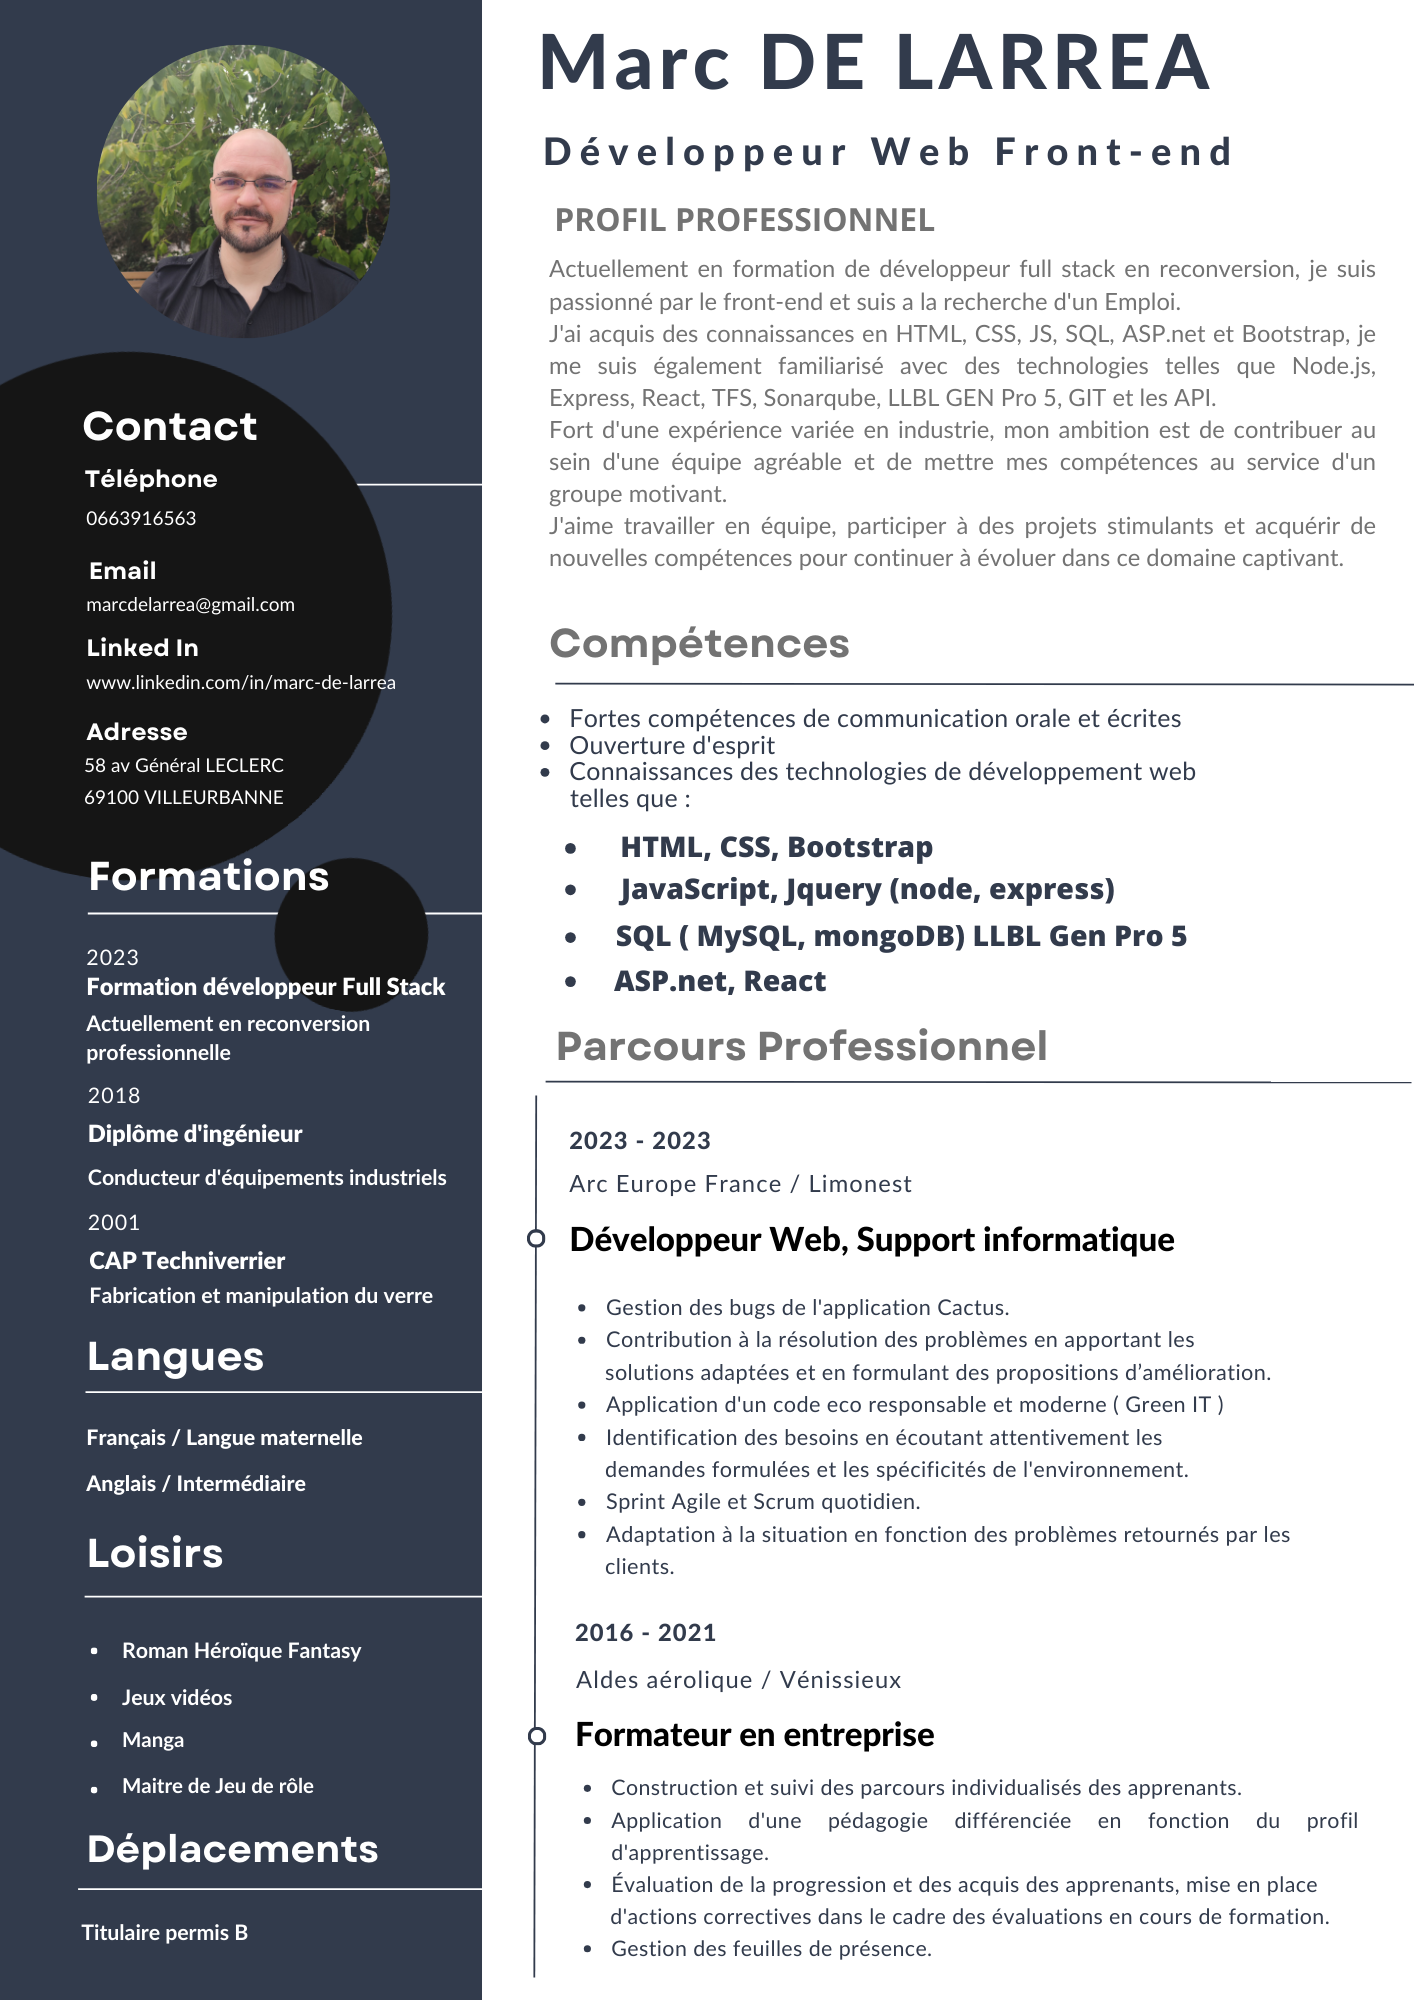 Marc DE LARREA
Développeur Web Front-end
PROFIL PROFESSIONNEL
Actuellement en formation de développeur full stack en reconversion, je suis
passionné par le front-end et suis a la recherche d'un Emploi.
J'ai acquis des connaissances en HTML, CSS, JS, SQL, ASP.net et Bootstrap, je
me suis également familiarisé avec des technologies telles que Node.js,
Express, React, TFS, Sonarqube, LLBL GEN Pro 5, GIT et les API.
Fort d'une expérience variée en industrie, mon ambition est de contribuer au
sein d'une équipe agréable et de mettre mes compétences au service d'un
groupe motivant.
J'aime travailler en équipe, participer à des projets stimulants et acquérir de
nouvelles compétences pour continuer à évoluer dans ce domaine captivant.
Contact
Téléphone
0663916563
Email
marcdelarrea@gmail.com
Linked In
www.linkedin.com/in/marc-de-larrea
Adresse
58 av Général LECLERC
69100 VILLEURBANNE
Formations
2023
Formation développeur Full Stack
Actuellement en reconversion
professionnelle
2018
Diplôme d'ingénieur
Conducteur d'équipements industriels
2001
CAP Techniverrier
Fabrication et manipulation du verre
Langues
Français / Langue maternelle
Anglais / Intermédiaire
Loisirs
• Roman Héroïque Fantasy
• Jeux vidéos
• Manga
• Maitre de Jeu de rôle
Déplacements
Titulaire permis B
Compétences
• Fortes compétences de communication orale et écrites
• Ouverture d'esprit
• Connaissances des technologies de développement web
telles que :
• HTML, CSS, Bootstrap
• JavaScript, Jquery (node, express)
• SQL ( MySQL, mongoDB) LLBL Gen Pro 5
• ASP.net, React
Parcours Professionnel
2023 - 2023
Arc Europe France / Limonest
Développeur Web, Support informatique
• Gestion des bugs de l'application Cactus.
• Contribution à la résolution des problèmes en apportant les
solutions adaptées et en formulant des propositions d’amélioration.
• Application d'un code eco responsable et moderne ( Green IT )
• Identification des besoins en écoutant attentivement les
demandes formulées et les spécificités de l'environnement.
• Sprint Agile et Scrum quotidien.
• Adaptation à la situation en fonction des problèmes retournés par les
clients.
2016 - 2021
Aldes aérolique / Vénissieux
Formateur en entreprise
• Construction et suivi des parcours individualisés des apprenants.
• Application d'une pédagogie différenciée en fonction du profil
d'apprentissage.
• Évaluation de la progression et des acquis des apprenants, mise en place
d'actions correctives dans le cadre des évaluations en cours de formation.
• Gestion des feuilles de présence.